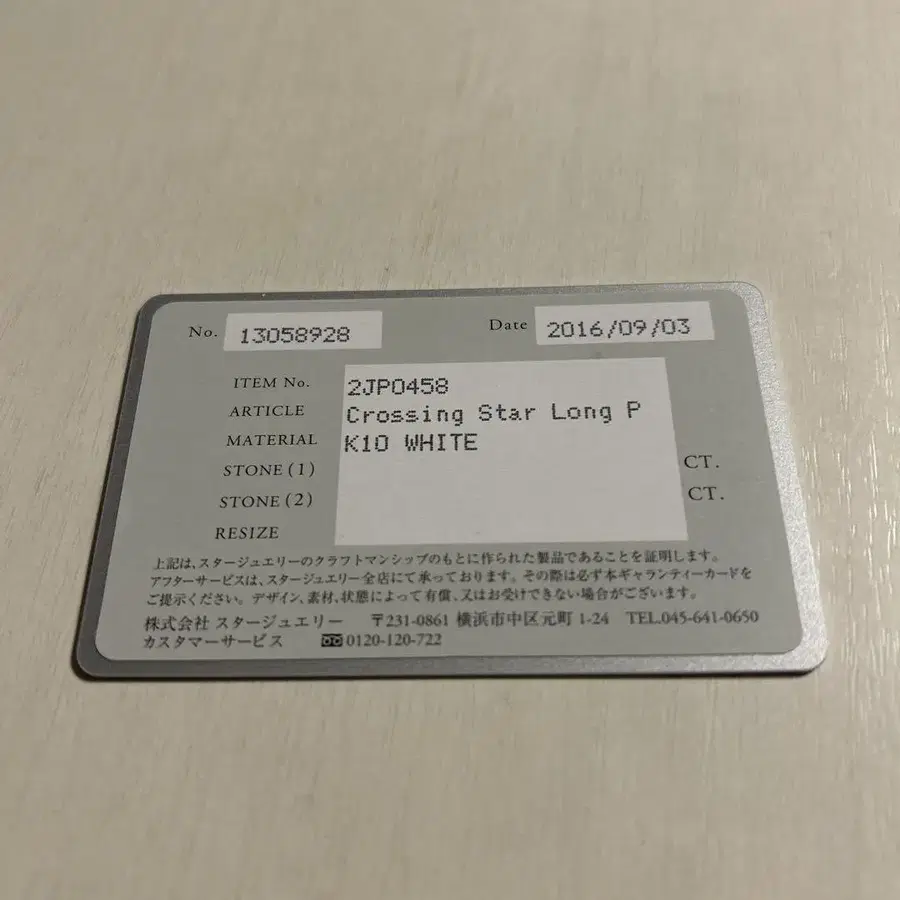 No. 13058928 Date 2016/09/03
ITEM No. 2JP0458
ARTICLE Crossing Star Long P
MATERIAL K10 WHITE
STONE (1) CT.
STONE (2) CT.
RESIZE
上記は、スタージュエリーのクラフトマンシップのもとに作られた製品であることを証明します。
アフターサービスは、スタージュエリー全店にて承っております。その際は必ず本ギャランティーカードを
ご提示ください。デザイン、素材、状態によって有償、又はお受けできない場合がございます。
株式会社 スタージュエリー 〒231-0861 横浜市中区元町 1-24 TEL.045-641-0650
カスタマーサービス 0120-120-722